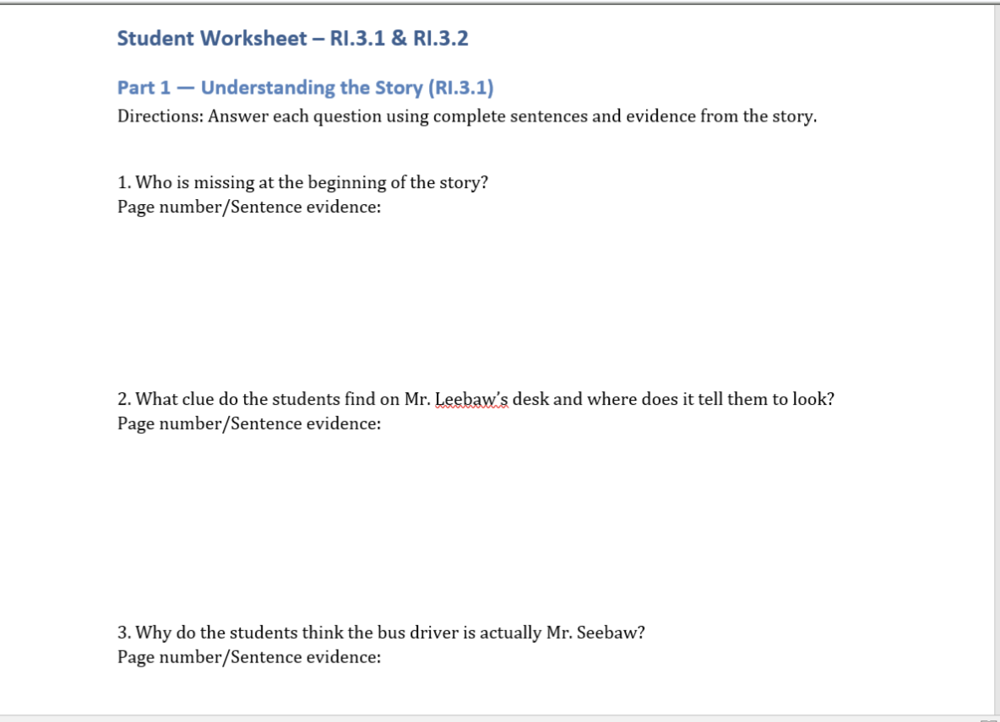 Student Worksheet – RI.3.1 & RI.3.2
Part 1 — Understanding the Story (RI.3.1)
Directions: Answer each question using complete sentences and evidence from the story.
1. Who is missing at the beginning of the story?
Page number/Sentence evidence:
2. What clue do the students find on Mr. Leebaw’s desk and where does it tell them to look?
Page number/Sentence evidence:
3. Why do the students think the bus driver is actually Mr. Seebaw?
Page number/Sentence evidence: